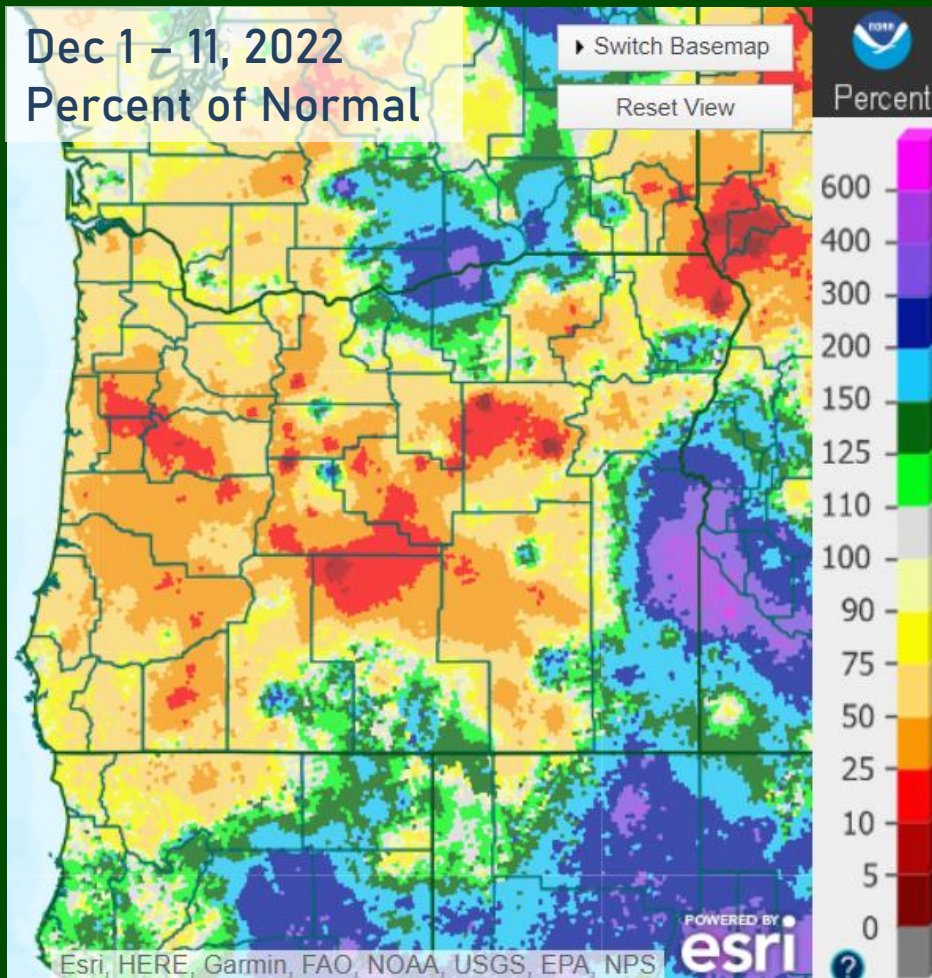 Dec 1 – 11, 2022
Percent of Normal
▸ Switch Basemap
Reset View
NOAA
Percent
600
400
300
200
150
125
110
100
90
75
50
25
10
5
0
?
POWERED BY
esri
Esri, HERE, Garmin, FAO, NOAA, USGS, EPA, NPS